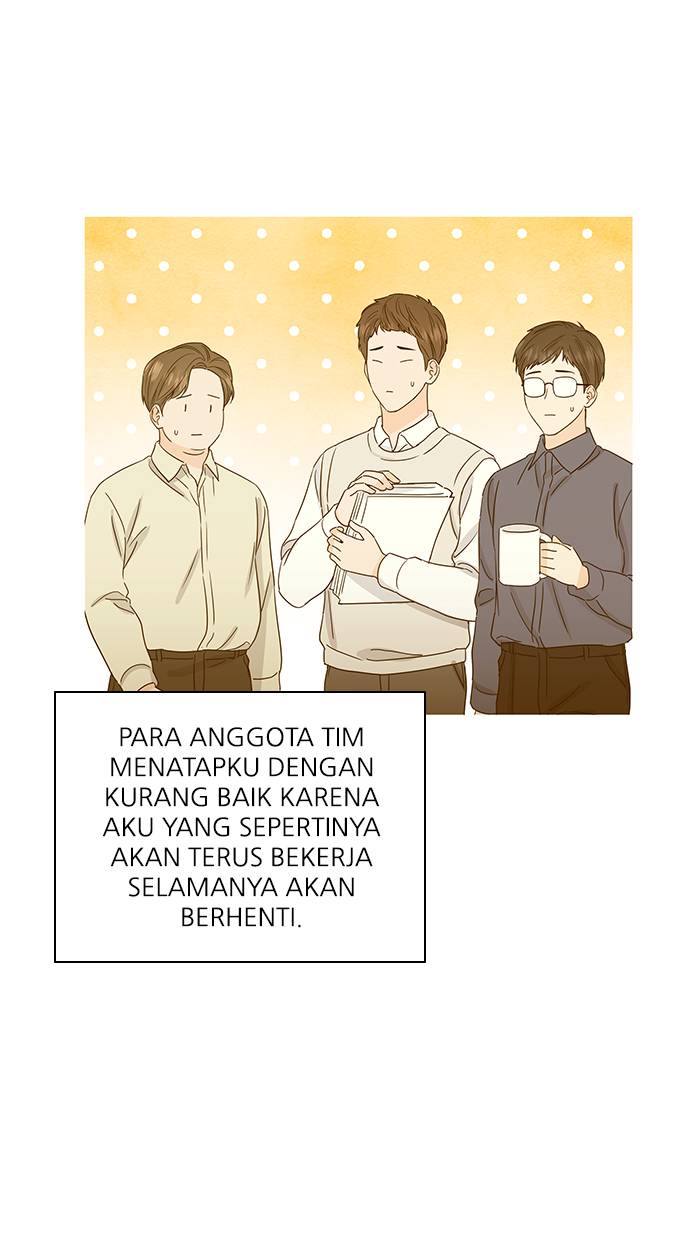 PARA ANGGOTA TIM
MENATAPKU DENGAN
KURANG BAIK KARENA
AKU YANG SEPERTINYA
AKAN TERUS BEKERJA
SELAMANYA AKAN
BERHENTI.